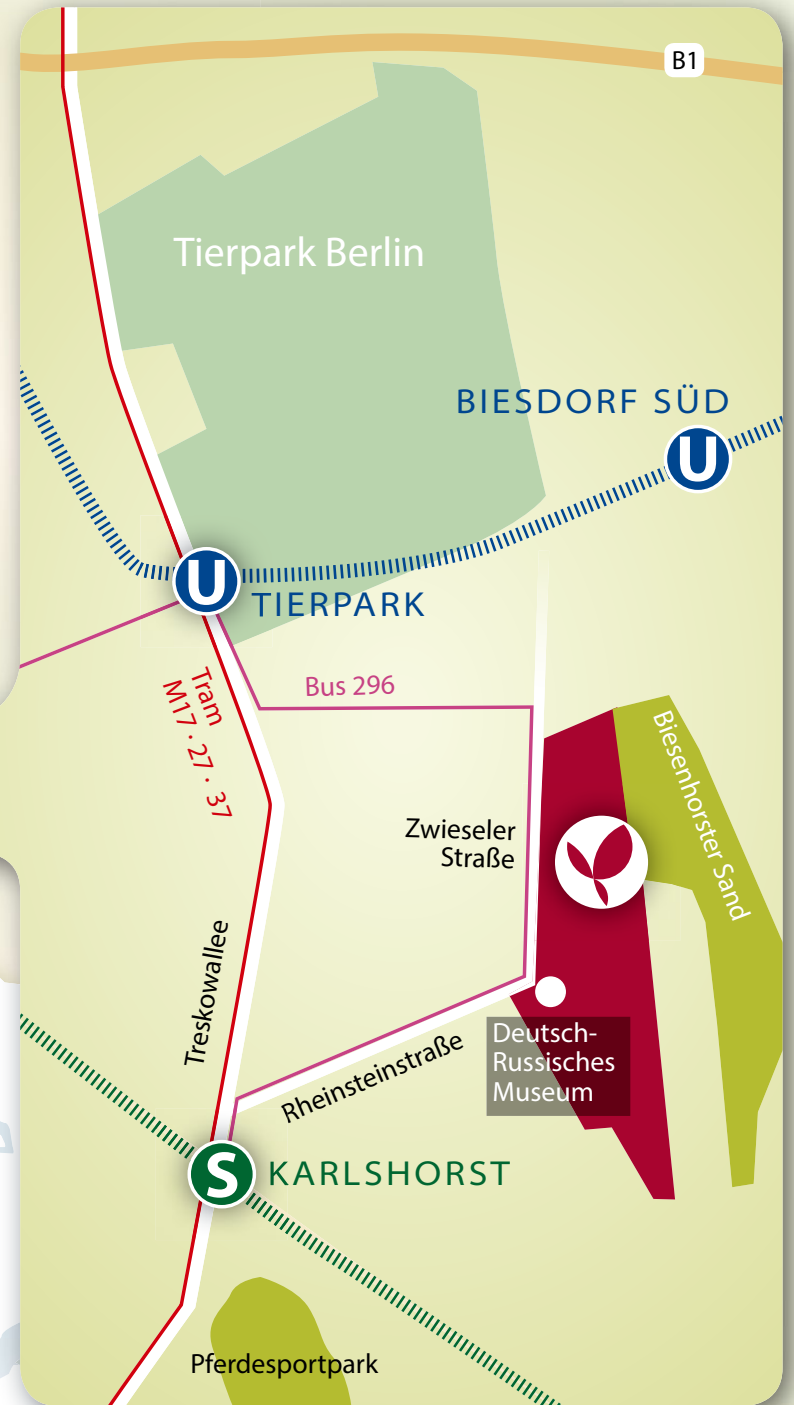 B1
Tierpark Berlin
BIESDORF SÜD
U
U
TIERPARK
Bus 296
Tram
M17 · 27 · 37
Biesenhorster Sand
Zwieseler
Straße
Treskowallee
Rheinsteinstraße
Deutsch-
Russisches
Museum
S
KARLSHORST
Pferdesportpark